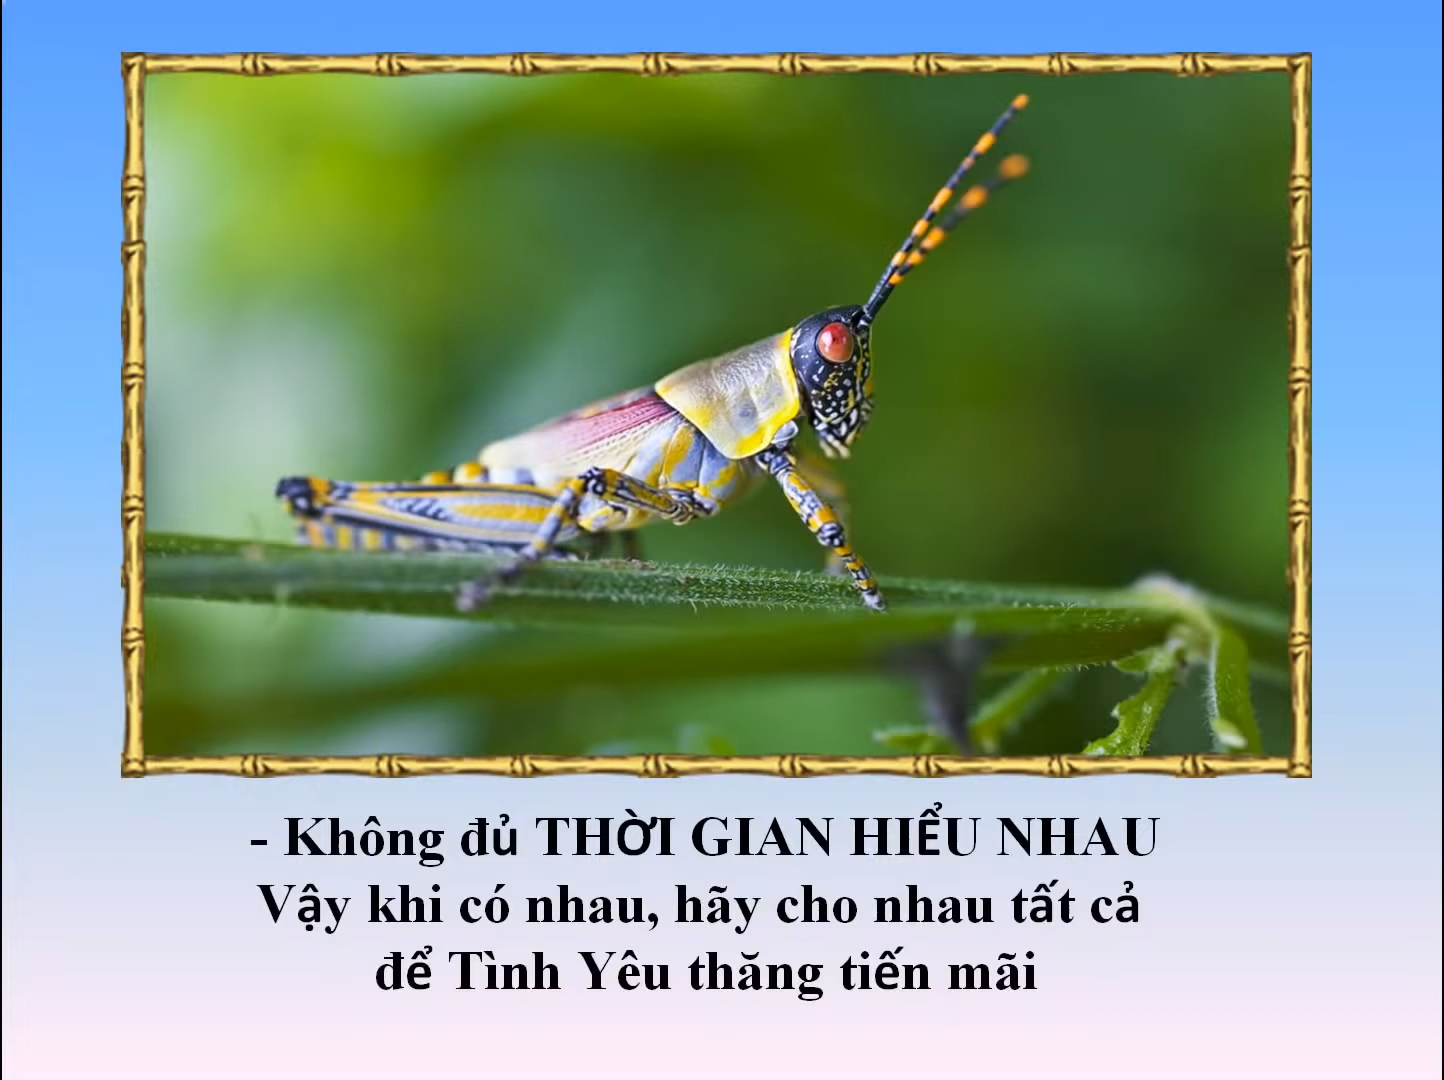 - Không đủ THỜI GIAN HIỂU NHAU
Vậy khi có nhau, hãy cho nhau tất cả
để Tình Yêu thăng tiến mãi